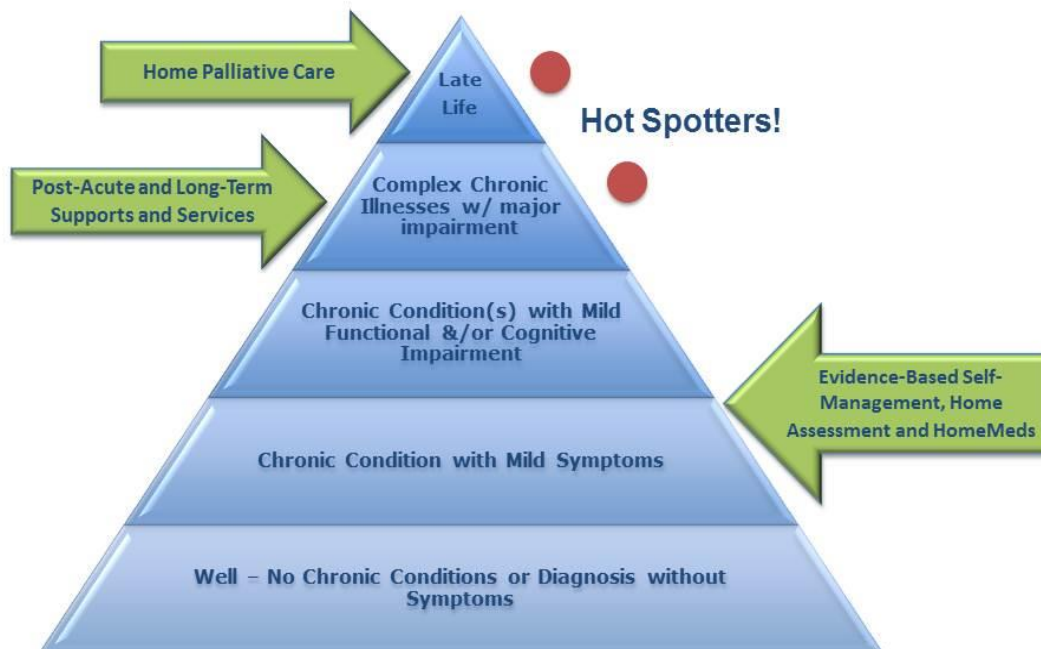 Home Palliative Care
Late
Life
Hot Spotters!
Post-Acute and Long-Term
Supports and Services
Complex Chronic
Illnesses w/ major
impairment
Chronic Condition(s) with Mild
Functional &/or Cognitive
Impairment
Evidence-Based Self-
Management, Home
Assessment and HomeMeds
Chronic Condition with Mild Symptoms
Well – No Chronic Conditions or Diagnosis without
Symptoms